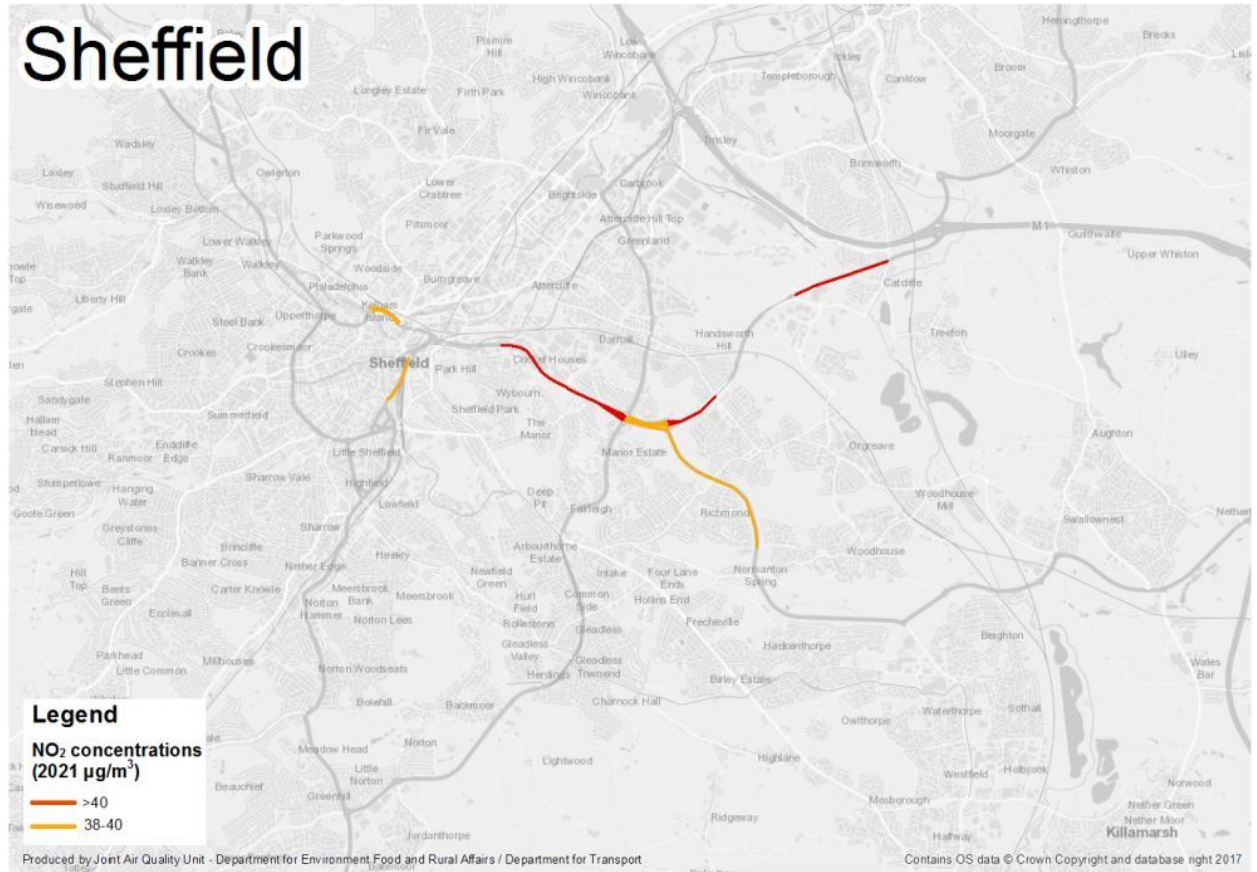 Sheffield
Pismire
Hill
Low
Wincobank
High Wincobank
Wincobank
Templeborough
Ickles
Canklow
Herringthorpe
Broom
Brecks
Longley Estate
Firth Park
Fir Vale
Wadsley
Tinsley
Moorgate
Brinsworth
Whiston
Loxley
Studfield Hill
Owlerton
Wisewood
Loxley Bottom
Lower
Crabtree
Brightside
Carbrook
Attercliffe Hill Top
Greenland
Lower Walkley
Parkwood
Springs
Pitsmoor
M1
Guilthwaite
Upper Whiston
Walkley
Bank
Walkley
Woodside
Burngreave
Attercliffe
Catcliffe
Liberty Hill
Philadelphia
Kelham
Island
Steel Bank
Upperthorpe
Treeton
Handsworth
Hill
Darnall
Crookes
Crookesmoor
Sheffield
Park Hill
Cricket Houses
Ulley
Stephen Hill
Wybourn
Sandygate
Hallam
Head
Summerfield
Sheffield Park
The
Manor
Aughton
Carsick Hill
Endcliffe
Edge
Ranmoor
Little Sheffield
Manor Estate
Orgreave
Stumperlowe
Hanging
Water
Sharrow Vale
Highfield
Lowfield
Deep
Pit
Fairleigh
Richmond
Woodhouse
Mill
Swallownest
Goole Green
Greystones
Cliffe
Sharrow
Brincliffe
Banner Cross
Nether Edge
Heeley
Arbourthorne
Estate
Woodhouse
Normanton
Spring
Hill
Top
Bents
Green
Carter Knowle
Meersbrook
Bank
Meersbrook
Newfield
Green
Intake
Four Lane
Ends
Hollins End
Ecclesall
Norton
Hammer
Norton Lees
Hurl
Field
Rollestone
Common
Side
Gleadless
Frecheville
Beighton
Hackenthorpe
Parkhead
Little Common
Millhouses
Norton Woodseats
Gleadless
Valley
Herdings
Gleadless
Townend
Birley Estate
Wales
Bar
Bolehill
Backmoor
Charnock Hall
Owlthorpe
Waterthorpe
Sothall
Legend
NO₂ concentrations
(2021 µg/m³)
>40
38-40
Meadow Head
Norton
Little
Norton
Lightwood
Highlane
Westfield
Holbrook
Norwood
Beauchief
Greenhill
Mosborough
Nether Green
Nether Moor
Killamarsh
Ridgeway
Halfway
Jordanthorpe
Produced by Joint Air Quality Unit - Department for Environment Food and Rural Affairs / Department for Transport
Contains OS data © Crown Copyright and database right 2017